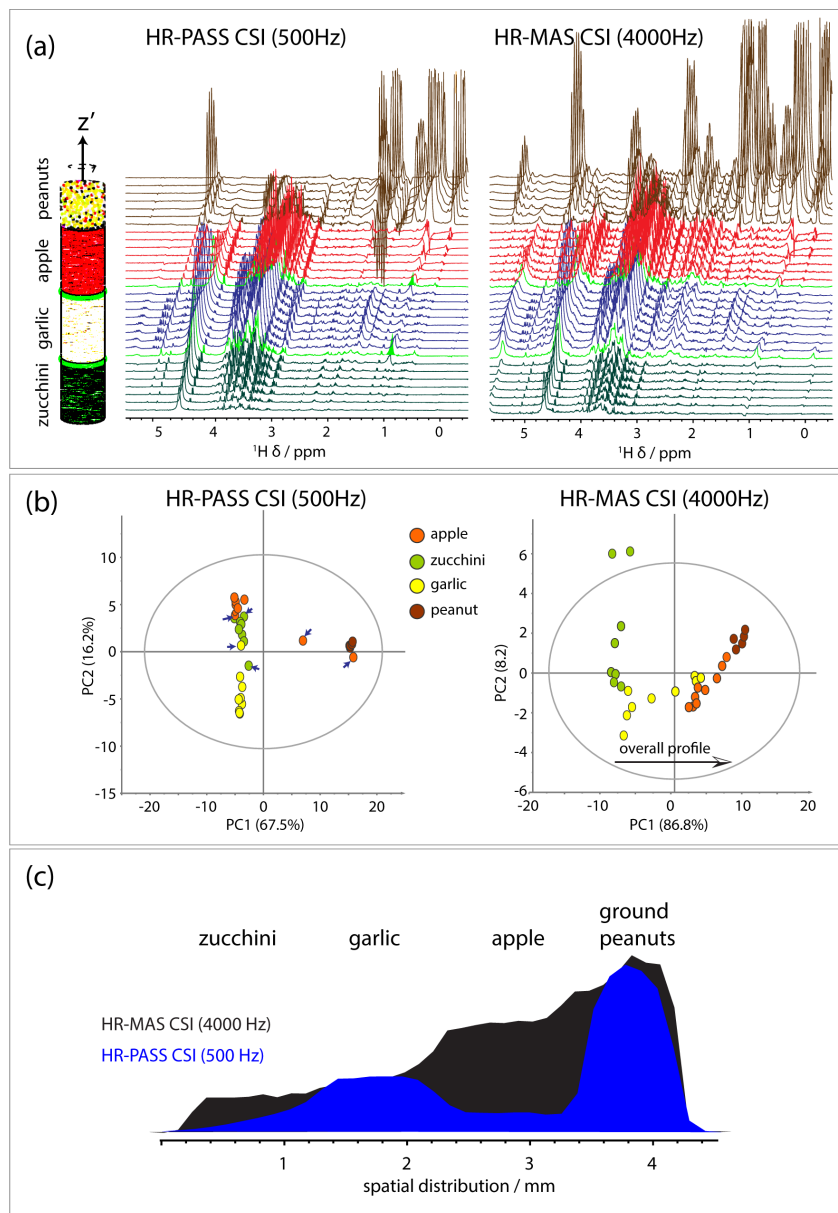 (a)
HR-PASS CSI (500Hz)
HR-MAS CSI (4000Hz)
z'
peanuts
apple
garlic
zucchini
5 4 3 2 1 0
¹H δ / ppm
5 4 3 2 1 0
¹H δ / ppm
(b)
HR-PASS CSI (500Hz)
HR-MAS CSI (4000Hz)
apple
zucchini
garlic
peanut
10
5
0
-5
-10
-15
PC2 (16.2%)
-20 -10 0 10 20
PC1 (67.5%)
6
4
2
0
-2
-4
-6
PC2 (8.2)
overall profile
-20 -10 0 10 20
PC1 (86.8%)
(c)
zucchini
garlic
apple
ground
peanuts
HR-MAS CSI (4000 Hz)
HR-PASS CSI (500 Hz)
1 2 3 4
spatial distribution / mm